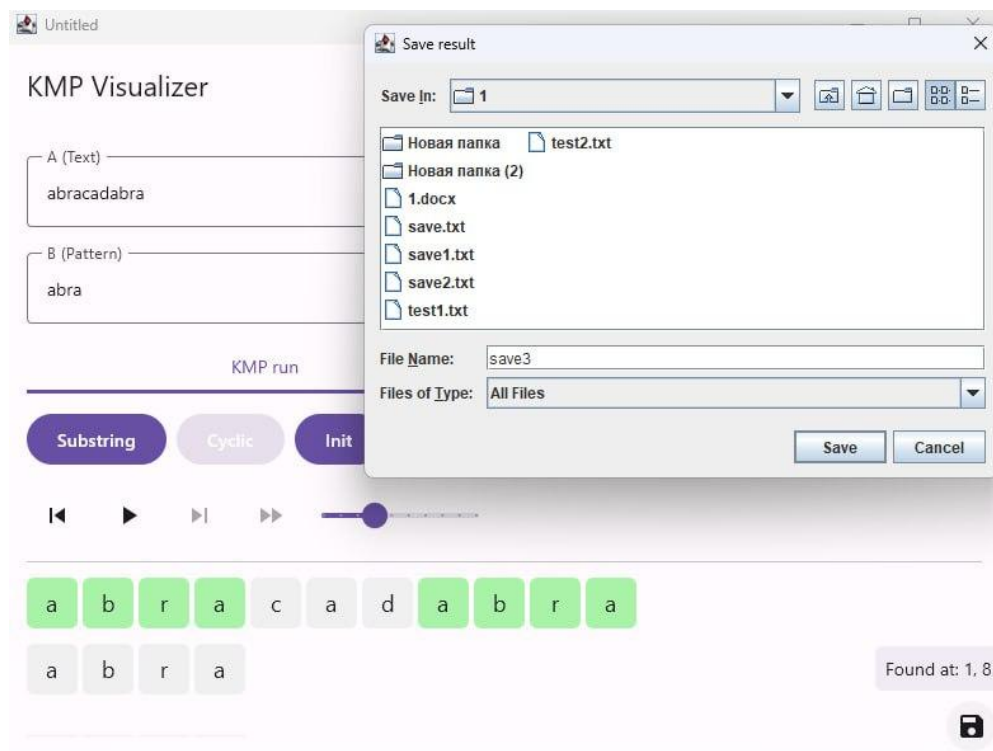 Untitled
KMP Visualizer
A (Text)
abracadabra
B (Pattern)
abra
KMP run
Substring
Cyclic
Init
Save result
Save In:
1
Новая папка
test2.txt
Новая папка (2)
1.docx
save.txt
save1.txt
save2.txt
test1.txt
File Name:
save3
Files of Type:
All Files
Save
Cancel
a b r a c a d a b r a
a b r a
Found at: 1, 8